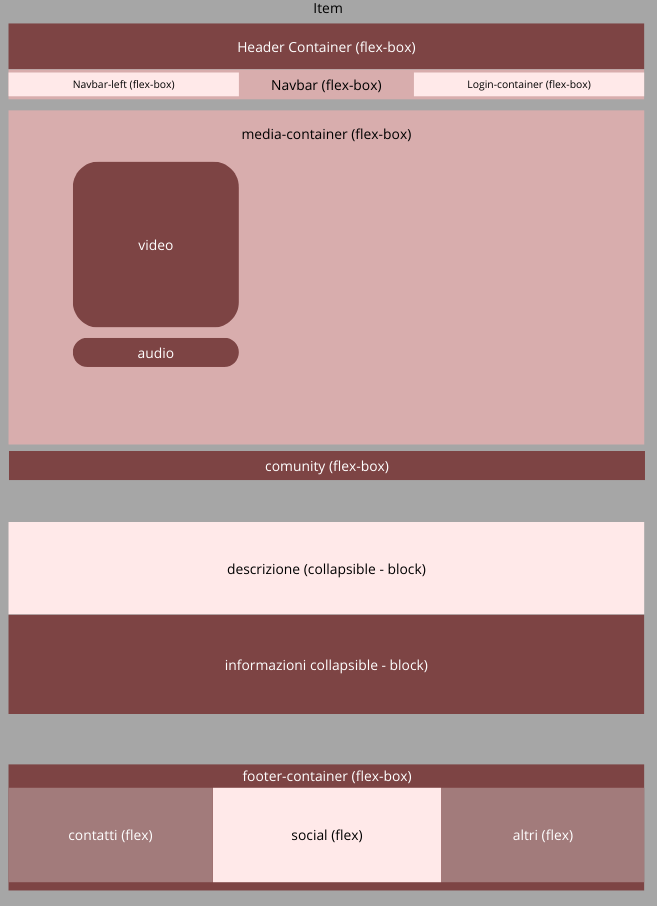 Item
Header Container (flex-box)
Navbar-left (flex-box)
Navbar (flex-box)
Login-container (flex-box)
media-container (flex-box)
video
audio
comunity (flex-box)
descrizione (collapsible - block)
informazioni collapsible - block)
footer-container (flex-box)
contatti (flex)
social (flex)
altri (flex)